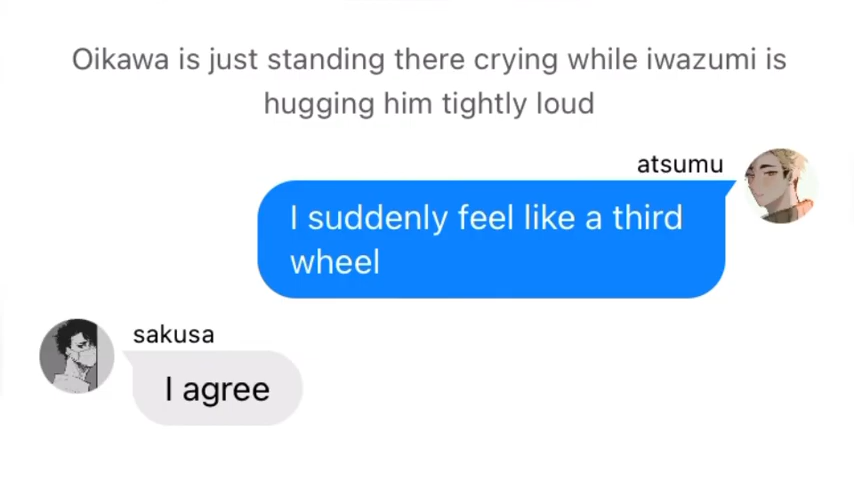 Oikawa is just standing there crying while iwazumi is
hugging him tightly loud
atsumu
I suddenly feel like a third
wheel
sakusa
I agree